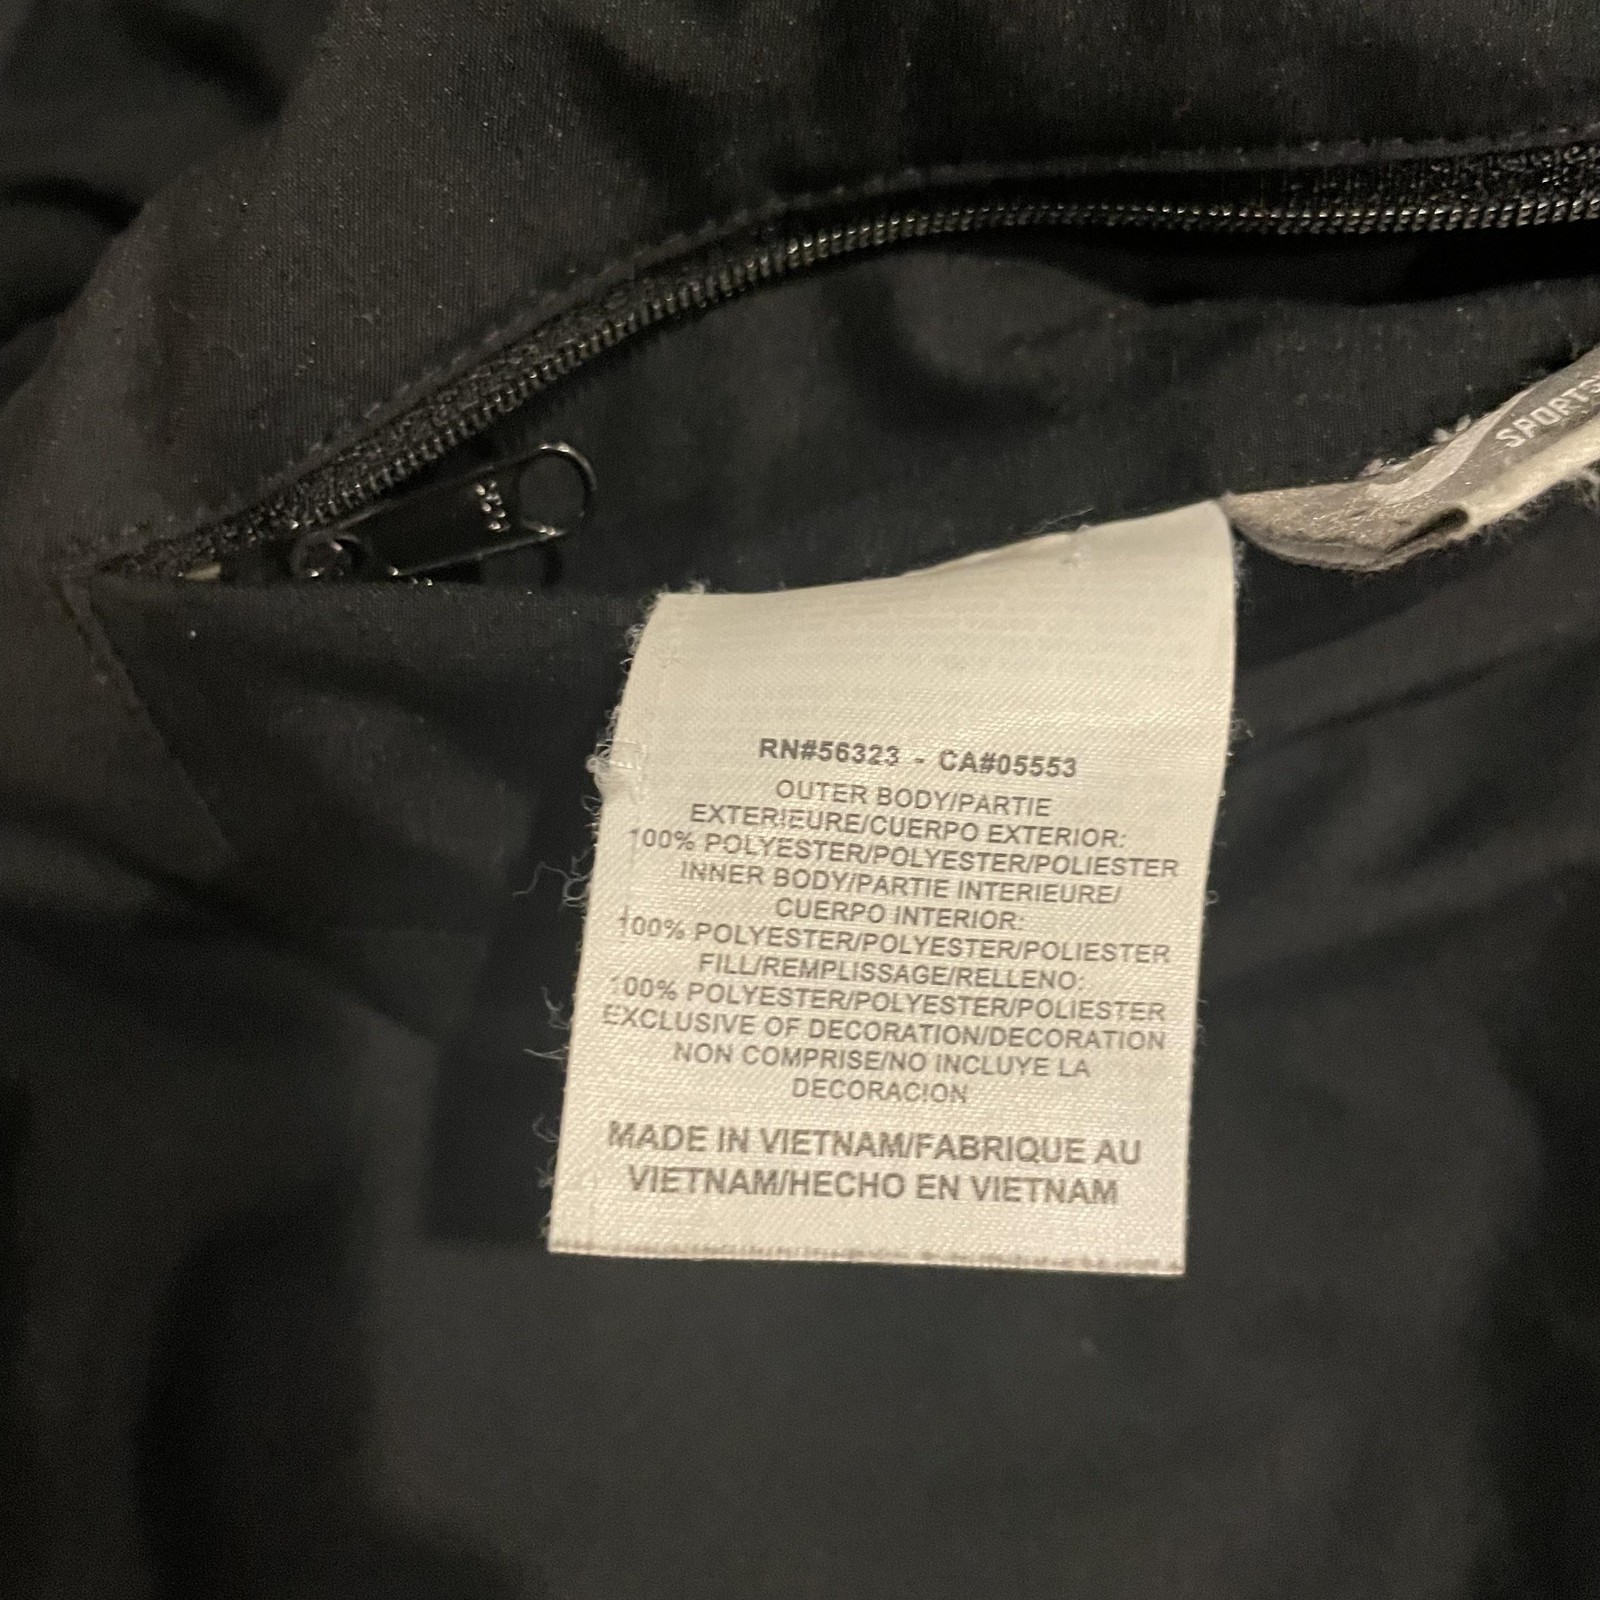 SPORTS
RN#56323 - CA#05553
OUTER BODY/PARTIE
EXTERIEURE/CUERPO EXTERIOR:
100% POLYESTER/POLYESTER/POLIESTER
INNER BODY/PARTIE INTERIEURE/
CUERPO INTERIOR:
100% POLYESTER/POLYESTER/POLIESTER
FILL/REMPLISSAGE/RELLENO:
100% POLYESTER/POLYESTER/POLIESTER
EXCLUSIVE OF DECORATION/DECORATION
NON COMPRISE/NO INCLUYE LA
DECORACION
MADE IN VIETNAM/FABRIQUE AU
VIETNAM/HECHO EN VIETNAM